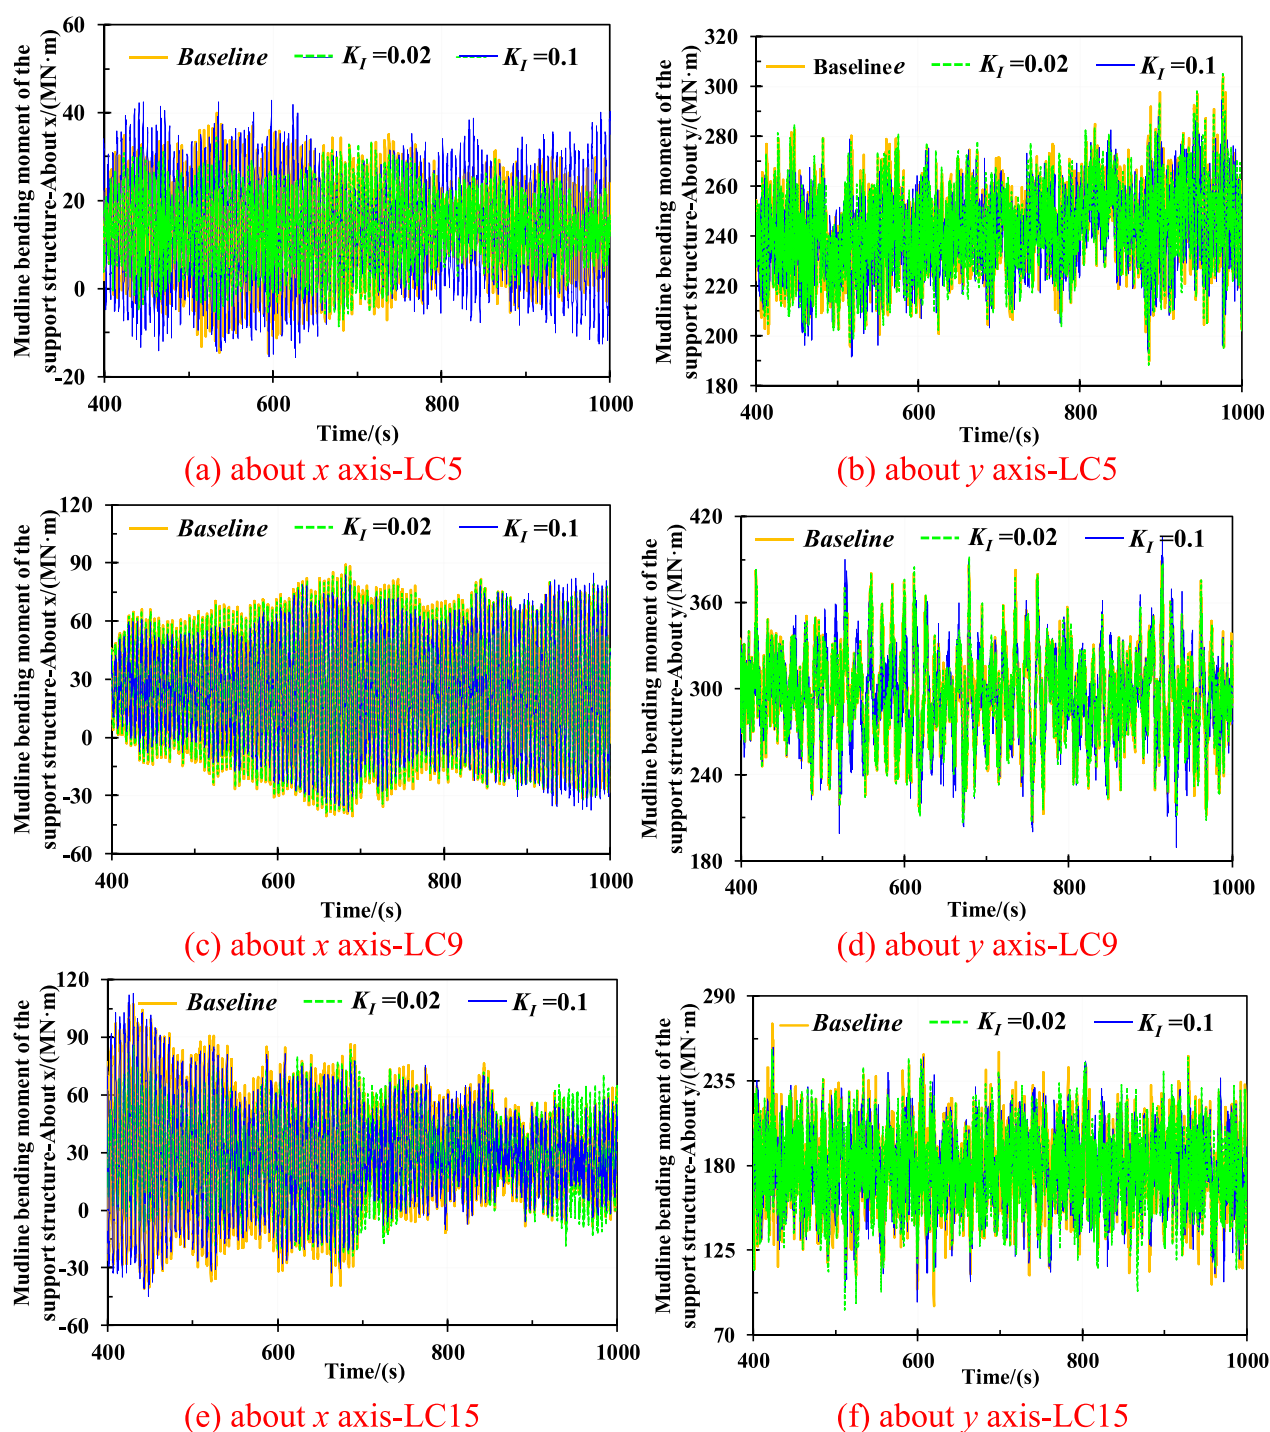 Mudline bending moment of the
support structure-About x/(MN·m)
60
40
20
0
-20
Baseline
K_I =0.02
K_I =0.1
400
600
800
1000
Time/(s)
(a) about x axis-LC5
Mudline bending moment of the
support structure-About y/(MN·m)
320
300
280
260
240
220
200
180
Baselinee
K_I =0.02
K_I =0.1
400
600
800
1000
Time/(s)
(b) about y axis-LC5
Mudline bending moment of the
support structure-About x/(MN·m)
120
90
60
30
0
-30
-60
Baseline
K_I =0.02
K_I =0.1
400
600
800
1000
Time/(s)
(c) about x axis-LC9
Mudline bending moment of the
support structure-About y/(MN·m)
420
360
300
240
180
Baseline
K_I =0.02
K_I =0.1
400
600
800
1000
Time/(s)
(d) about y axis-LC9
Mudline bending moment of the
support structure-About x/(MN·m)
120
90
60
30
0
-30
-60
Baseline
K_I =0.02
K_I =0.1
400
600
800
1000
Time/(s)
(e) about x axis-LC15
Mudline bending moment of the
support structure-About y/(MN·m)
290
235
180
125
70
Baseline
K_I =0.02
K_I =0.1
400
600
800
1000
Time/(s)
(f) about y axis-LC15